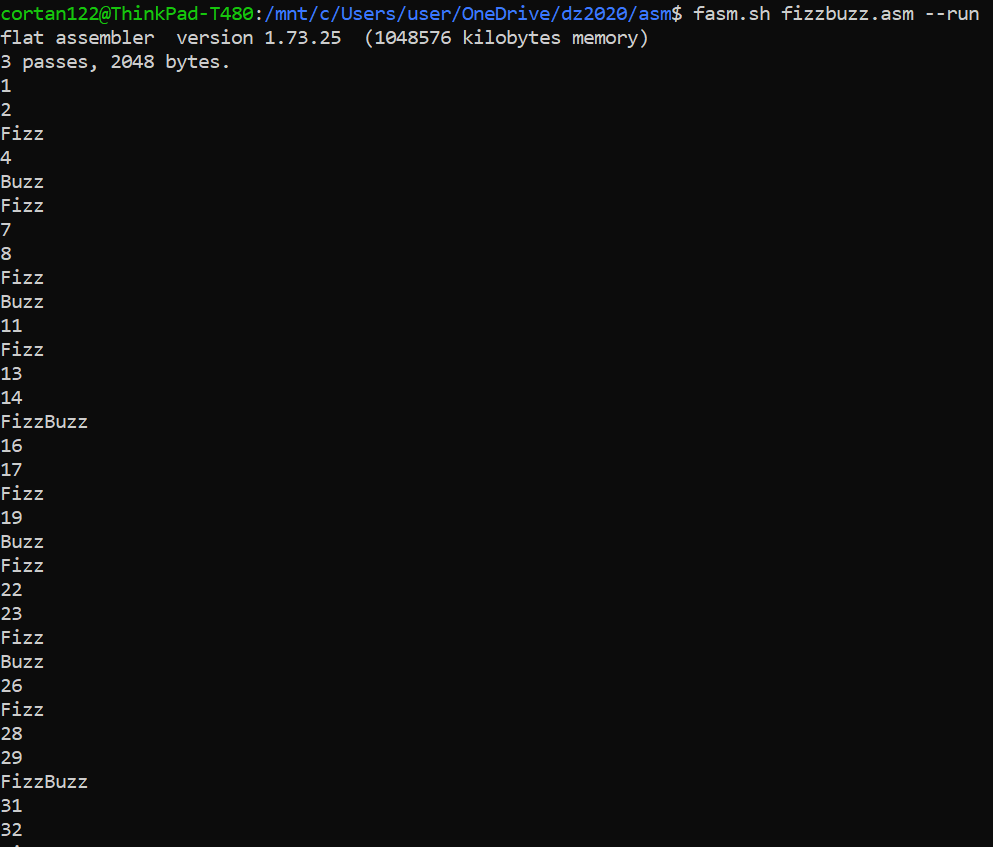 cortan122@ThinkPad-T480:/mnt/c/Users/user/OneDrive/dz2020/asm$ fasm.sh fizzbuzz.asm --run
flat assembler  version 1.73.25  (1048576 kilobytes memory)
3 passes, 2048 bytes.
1
2
Fizz
4
Buzz
Fizz
7
8
Fizz
Buzz
11
Fizz
13
14
FizzBuzz
16
17
Fizz
19
Buzz
Fizz
22
23
Fizz
Buzz
26
Fizz
28
29
FizzBuzz
31
32